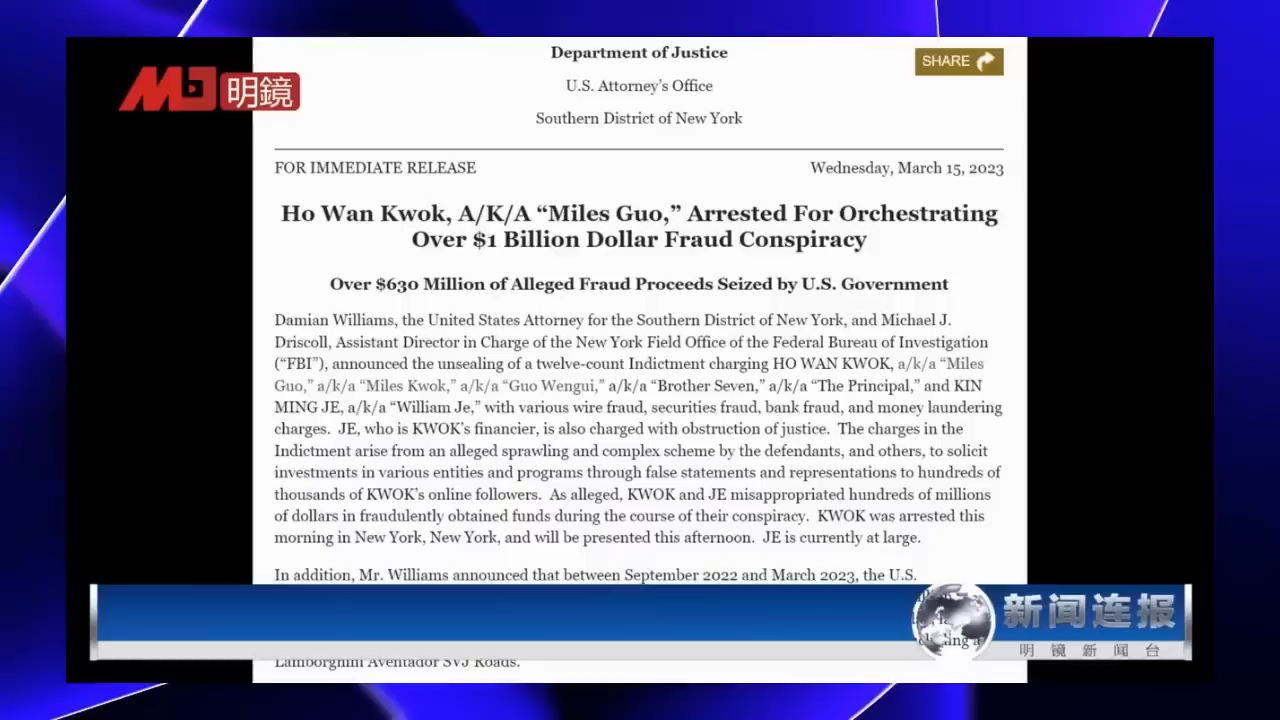 Department of Justice
SHARE
明鏡
U.S. Attorney’s Office
Southern District of New York
FOR IMMEDIATE RELEASE
Wednesday, March 15, 2023
Ho Wan Kwok, A/K/A “Miles Guo,” Arrested For Orchestrating
Over $1 Billion Dollar Fraud Conspiracy
Over $630 Million of Alleged Fraud Proceeds Seized by U.S. Government
Damian Williams, the United States Attorney for the Southern District of New York, and Michael J.
Driscoll, Assistant Director in Charge of the New York Field Office of the Federal Bureau of Investigation
(“FBI”), announced the unsealing of a twelve-count Indictment charging HO WAN KWOK, a/k/a “Miles
Guo,” a/k/a “Miles Kwok,” a/k/a “Guo Wengui,” a/k/a “Brother Seven,” a/k/a “The Principal,” and KIN
MING JE, a/k/a “William Je,” with various wire fraud, securities fraud, bank fraud, and money laundering
charges.  JE, who is KWOK’s financier, is also charged with obstruction of justice.  The charges in the
Indictment arise from an alleged sprawling and complex scheme by the defendants, and others, to solicit
investments in various entities and programs through false statements and representations to hundreds of
thousands of KWOK’s online followers.  As alleged, KWOK and JE misappropriated hundreds of millions
of dollars in fraudulently obtained funds during the course of their conspiracy.  KWOK was arrested this
morning in New York, New York, and will be presented this afternoon.  JE is currently at large.
In addition, Mr. Williams announced that between September 2022 and March 2023, the U.S.
新闻连报
明镜新闻台
Lamborghini Aventador SVJ Roads.